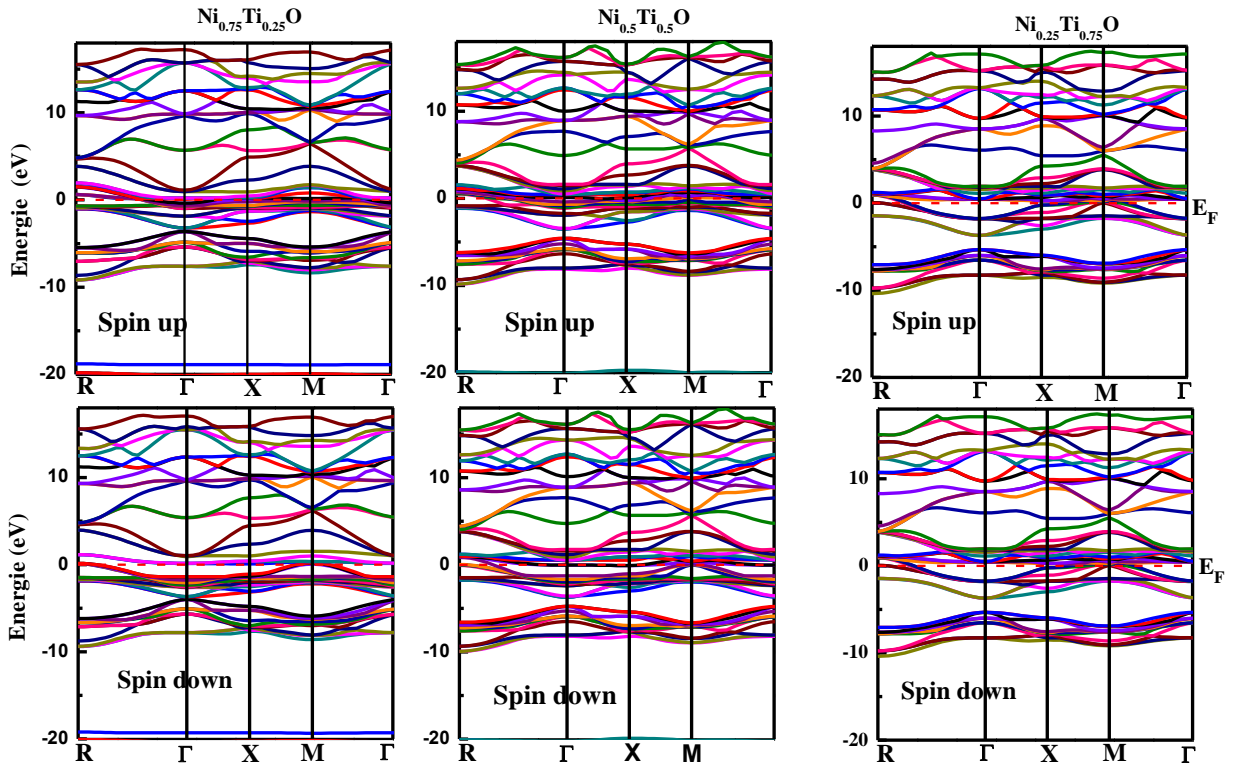 Ni0.75Ti0.25O
Ni0.5Ti0.5O
Ni0.25Ti0.75O
Energie (eV)
10
0
-10
-20
Spin up
R Γ X M Γ
10
0
-10
-20
Spin up
R Γ X M Γ
10
0
-10
-20
Spin up
EF
R Γ X M Γ
Energie (eV)
10
0
-10
-20
Spin down
R Γ X M Γ
10
0
-10
-20
Spin down
R Γ X M
10
0
-10
-20
Spin down
EF
R Γ X M Γ